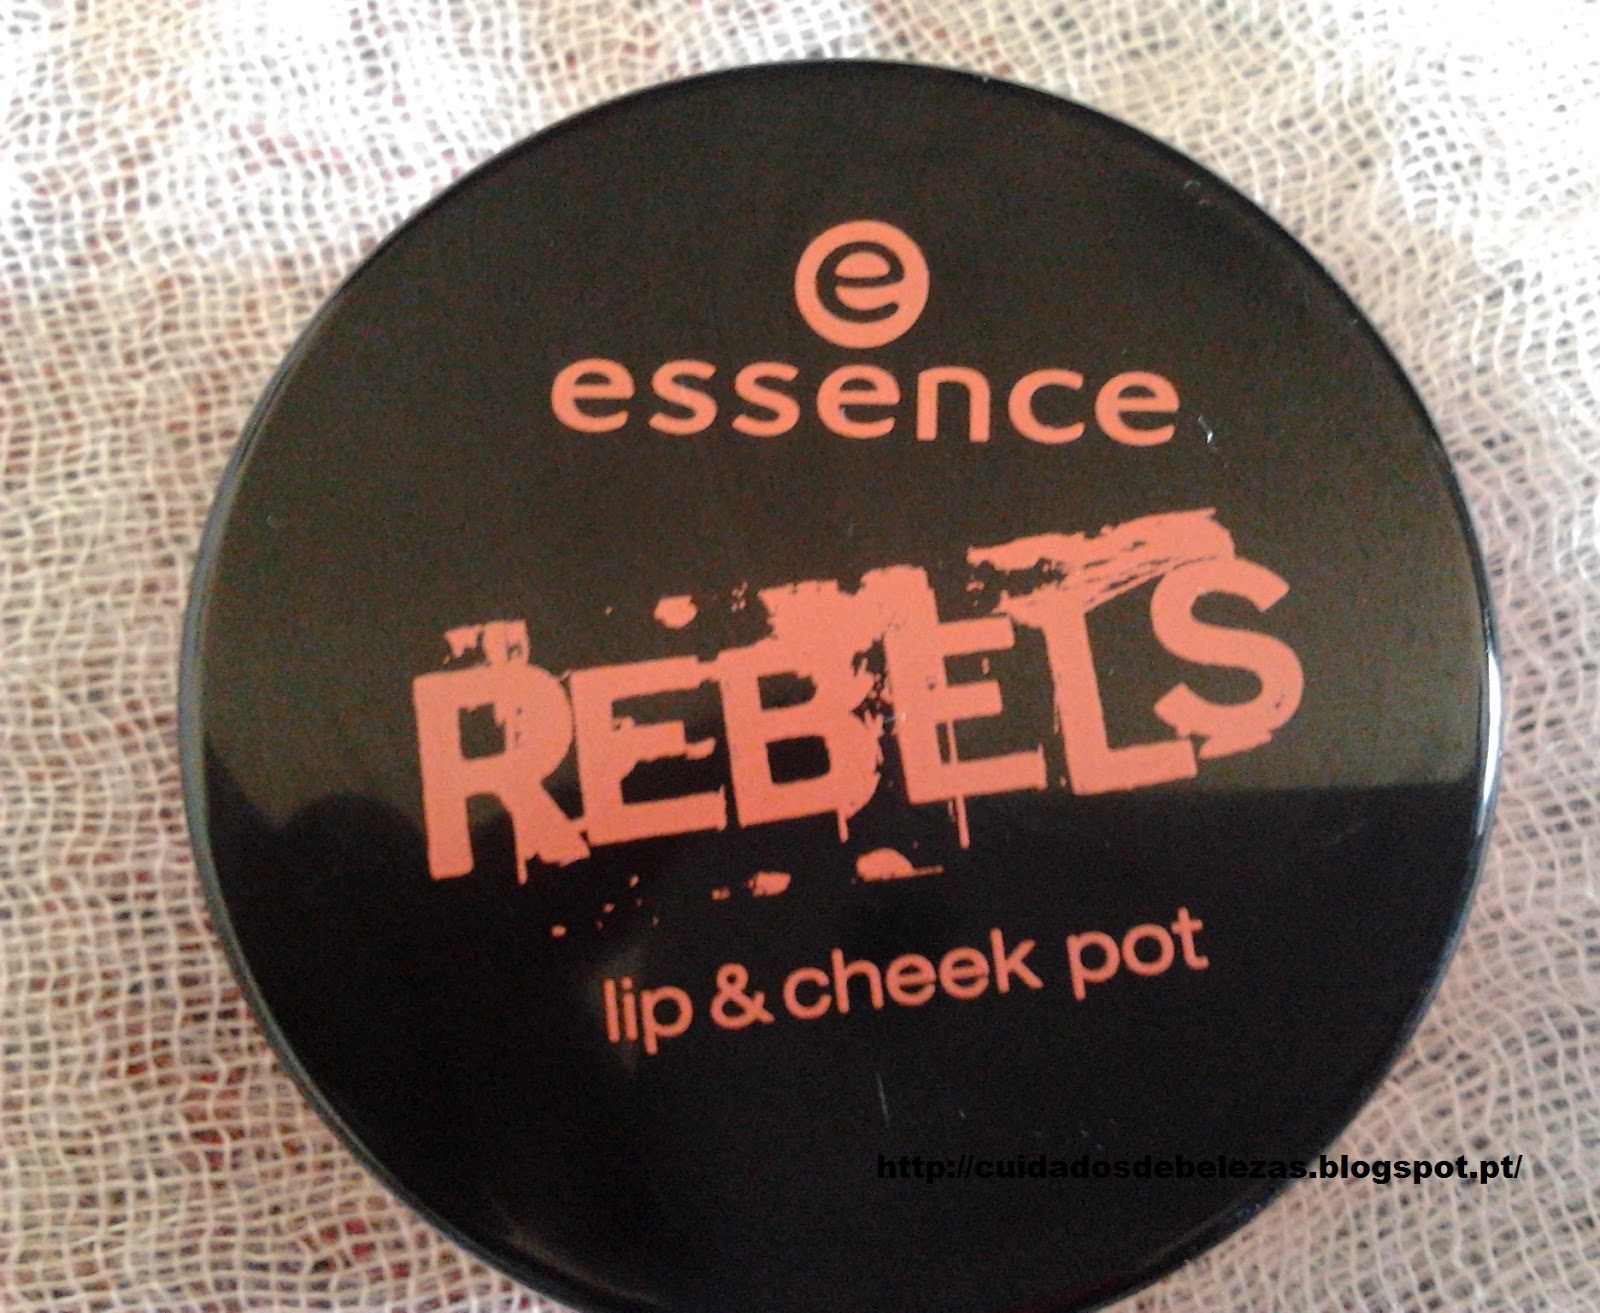 e
essence
REBELS
lip & cheek pot
http://cuidadosdebelezas.blogspot.pt/